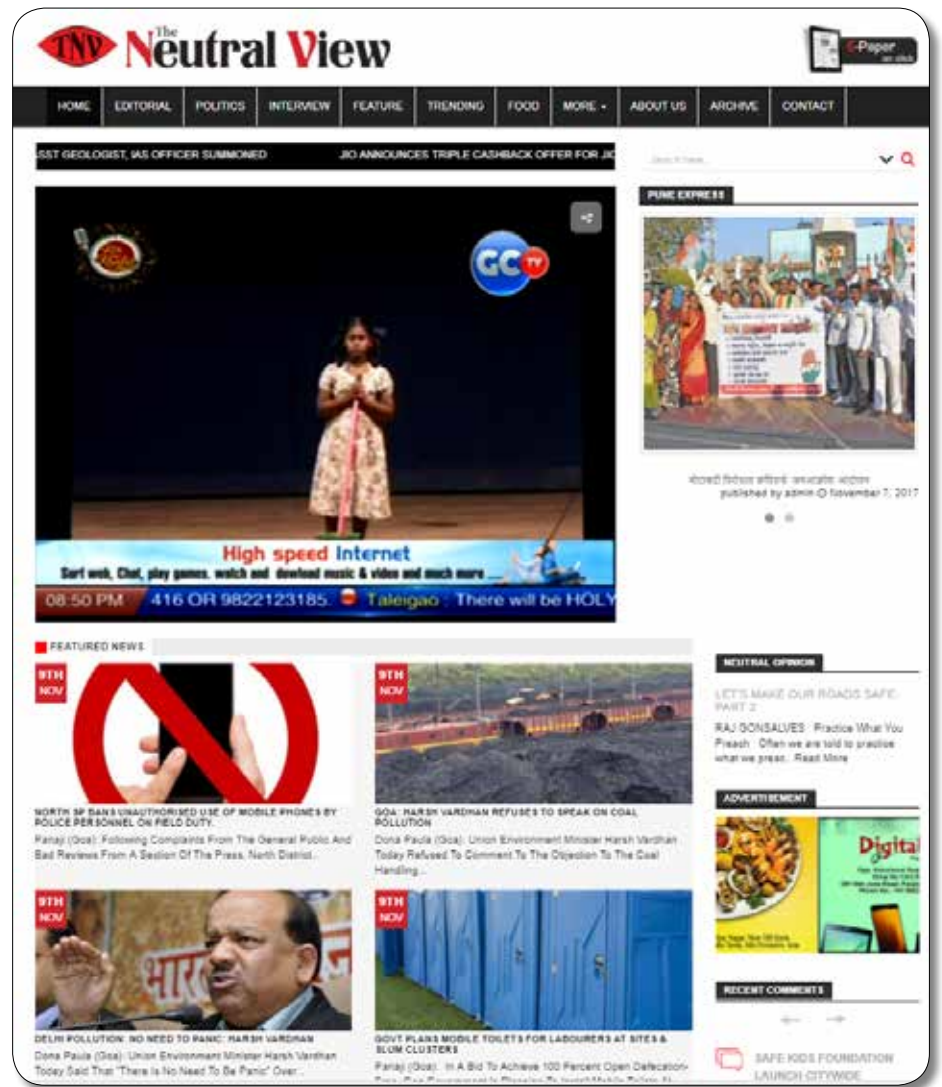 TNV The Neutral View
E-Paper
on click
HOME EDITORIAL POLITICS INTERVIEW FEATURE TRENDING FOOD MORE ABOUT US ARCHIVE CONTACT
SST GEOLOGIST, IAS OFFICER SUMMONED JIO ANNOUNCES TRIPLE CASHBACK OFFER FOR JIO
PUNE EXPRESS
GC TV
published by admin November 7, 2017
High speed Internet
Surf web, Chat, play games, watch and dowload music & video and much more
08:50 PM 416 OR 9822123185. Taleigao : There will be HOLY
FEATURED NEWS
9TH
NOV
9TH
NOV
NORTH SP BANS UNAUTHORISED USE OF MOBILE PHONES BY
POLICE PERSONNEL ON FIELD DUTY
Panaji (Goa): Following Complaints From The General Public And
Bad Reviews From A Section Of The Press, North District...
GOA: HARSH VARDHAN REFUSES TO SPEAK ON COAL
POLLUTION
Dona Paula (Goa): Union Environment Minister Harsh Vardhan
Today Refused To Comment To The Objection To The Coal
Handling...
9TH
NOV
9TH
NOV
भार
DELHI POLLUTION: NO NEED TO PANIC: HARSH VARDHAN
Dona Paula (Goa): Union Environment Minister Harsh Vardhan
Today Said That "There Is No Need To Be Panic" Over...
GOVT PLANS MOBILE TOILETS FOR LABOURERS AT SITES &
SLUM CLUSTERS
Panaji (Goa): In A Bid To Achieve 100 Percent Open Defecation-
NEUTRAL OPINION
LET'S MAKE OUR ROADS SAFE-
PART 2
RAJ GONSALVES : Practice What You
Preach : Often we are told to practice
what we preac.. Read More
ADVERTISEMENT
Digital
RECENT COMMENTS
SAFE KIDS FOUNDATION
LAUNCH CITYWIDE